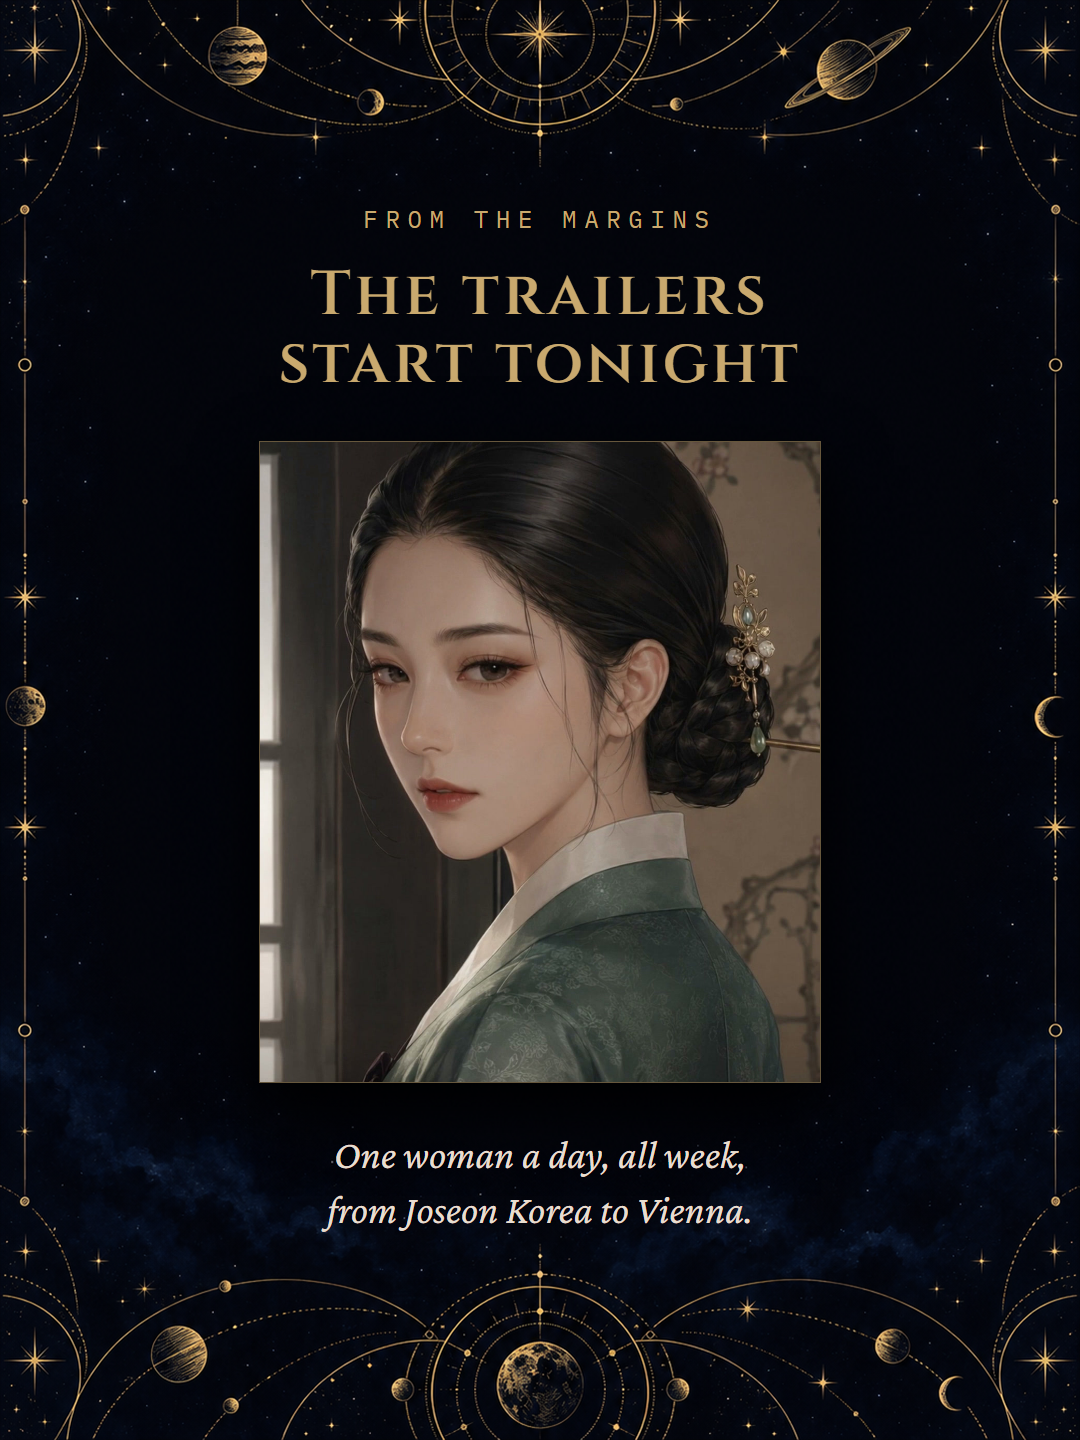 FROM THE MARGINS
THE TRAILERS
START TONIGHT
One woman a day, all week,
from Joseon Korea to Vienna.